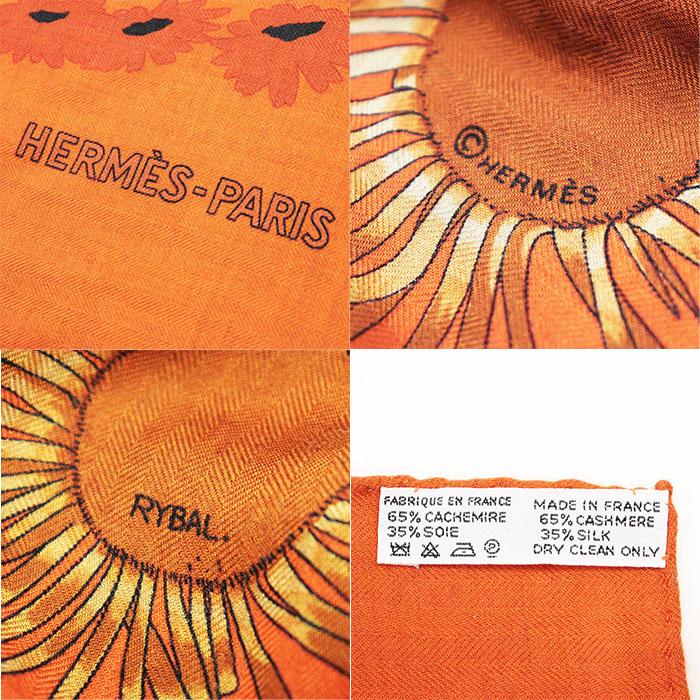 HERMÈS-PARIS
©HERMÈS
RYBAL.
FABRIQUE EN FRANCE
65% CACHEMIRE
35% SOIE
MADE IN FRANCE
65% CASHMERE
35% SILK
DRY CLEAN ONLY